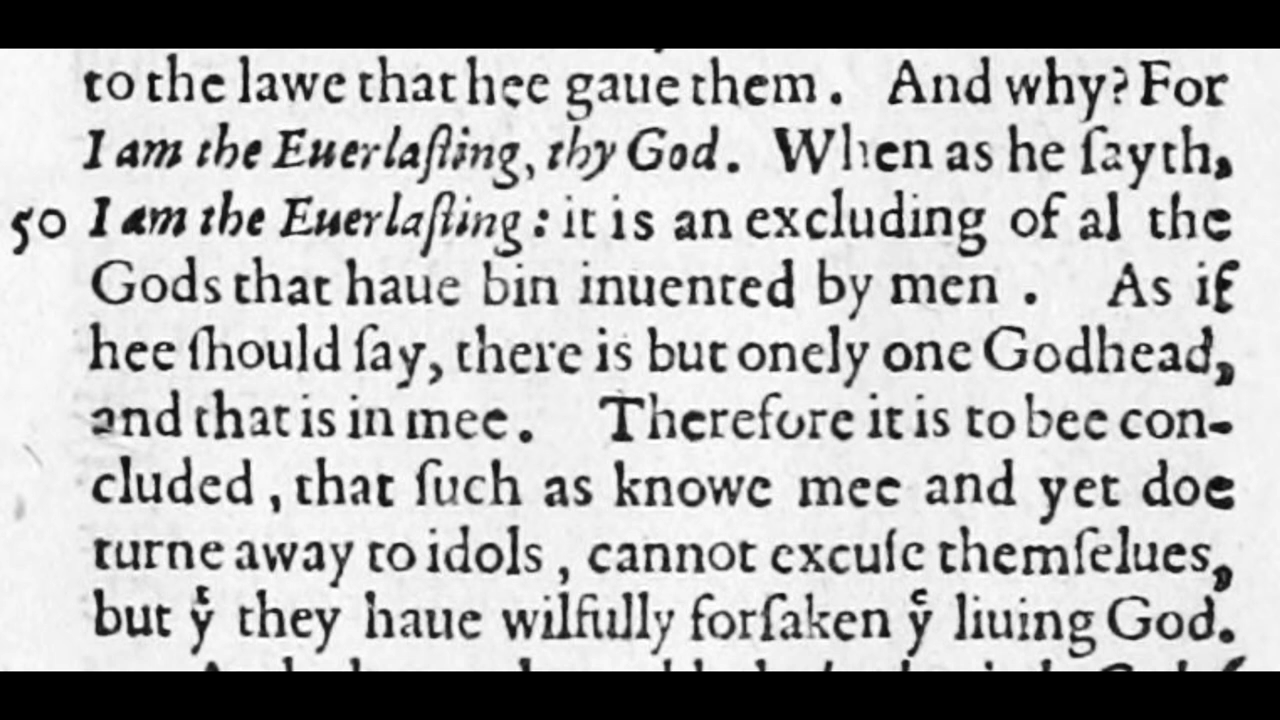 to the lawe that hee gaue them. And why? For
I am the Euerlaſting, thy God. When as he ſayth,
50 I am the Euerlaſting: it is an excluding of al the
Gods that haue bin inuented by men. As if
hee ſhould ſay, there is but onely one Godhead,
and that is in mee. Therefore it is to bee con-
cluded, that ſuch as knowe mee and yet doe
turne away to idols, cannot excuſe themſelues,
but yͭ they haue wilfully forſaken yͤ liuing God.